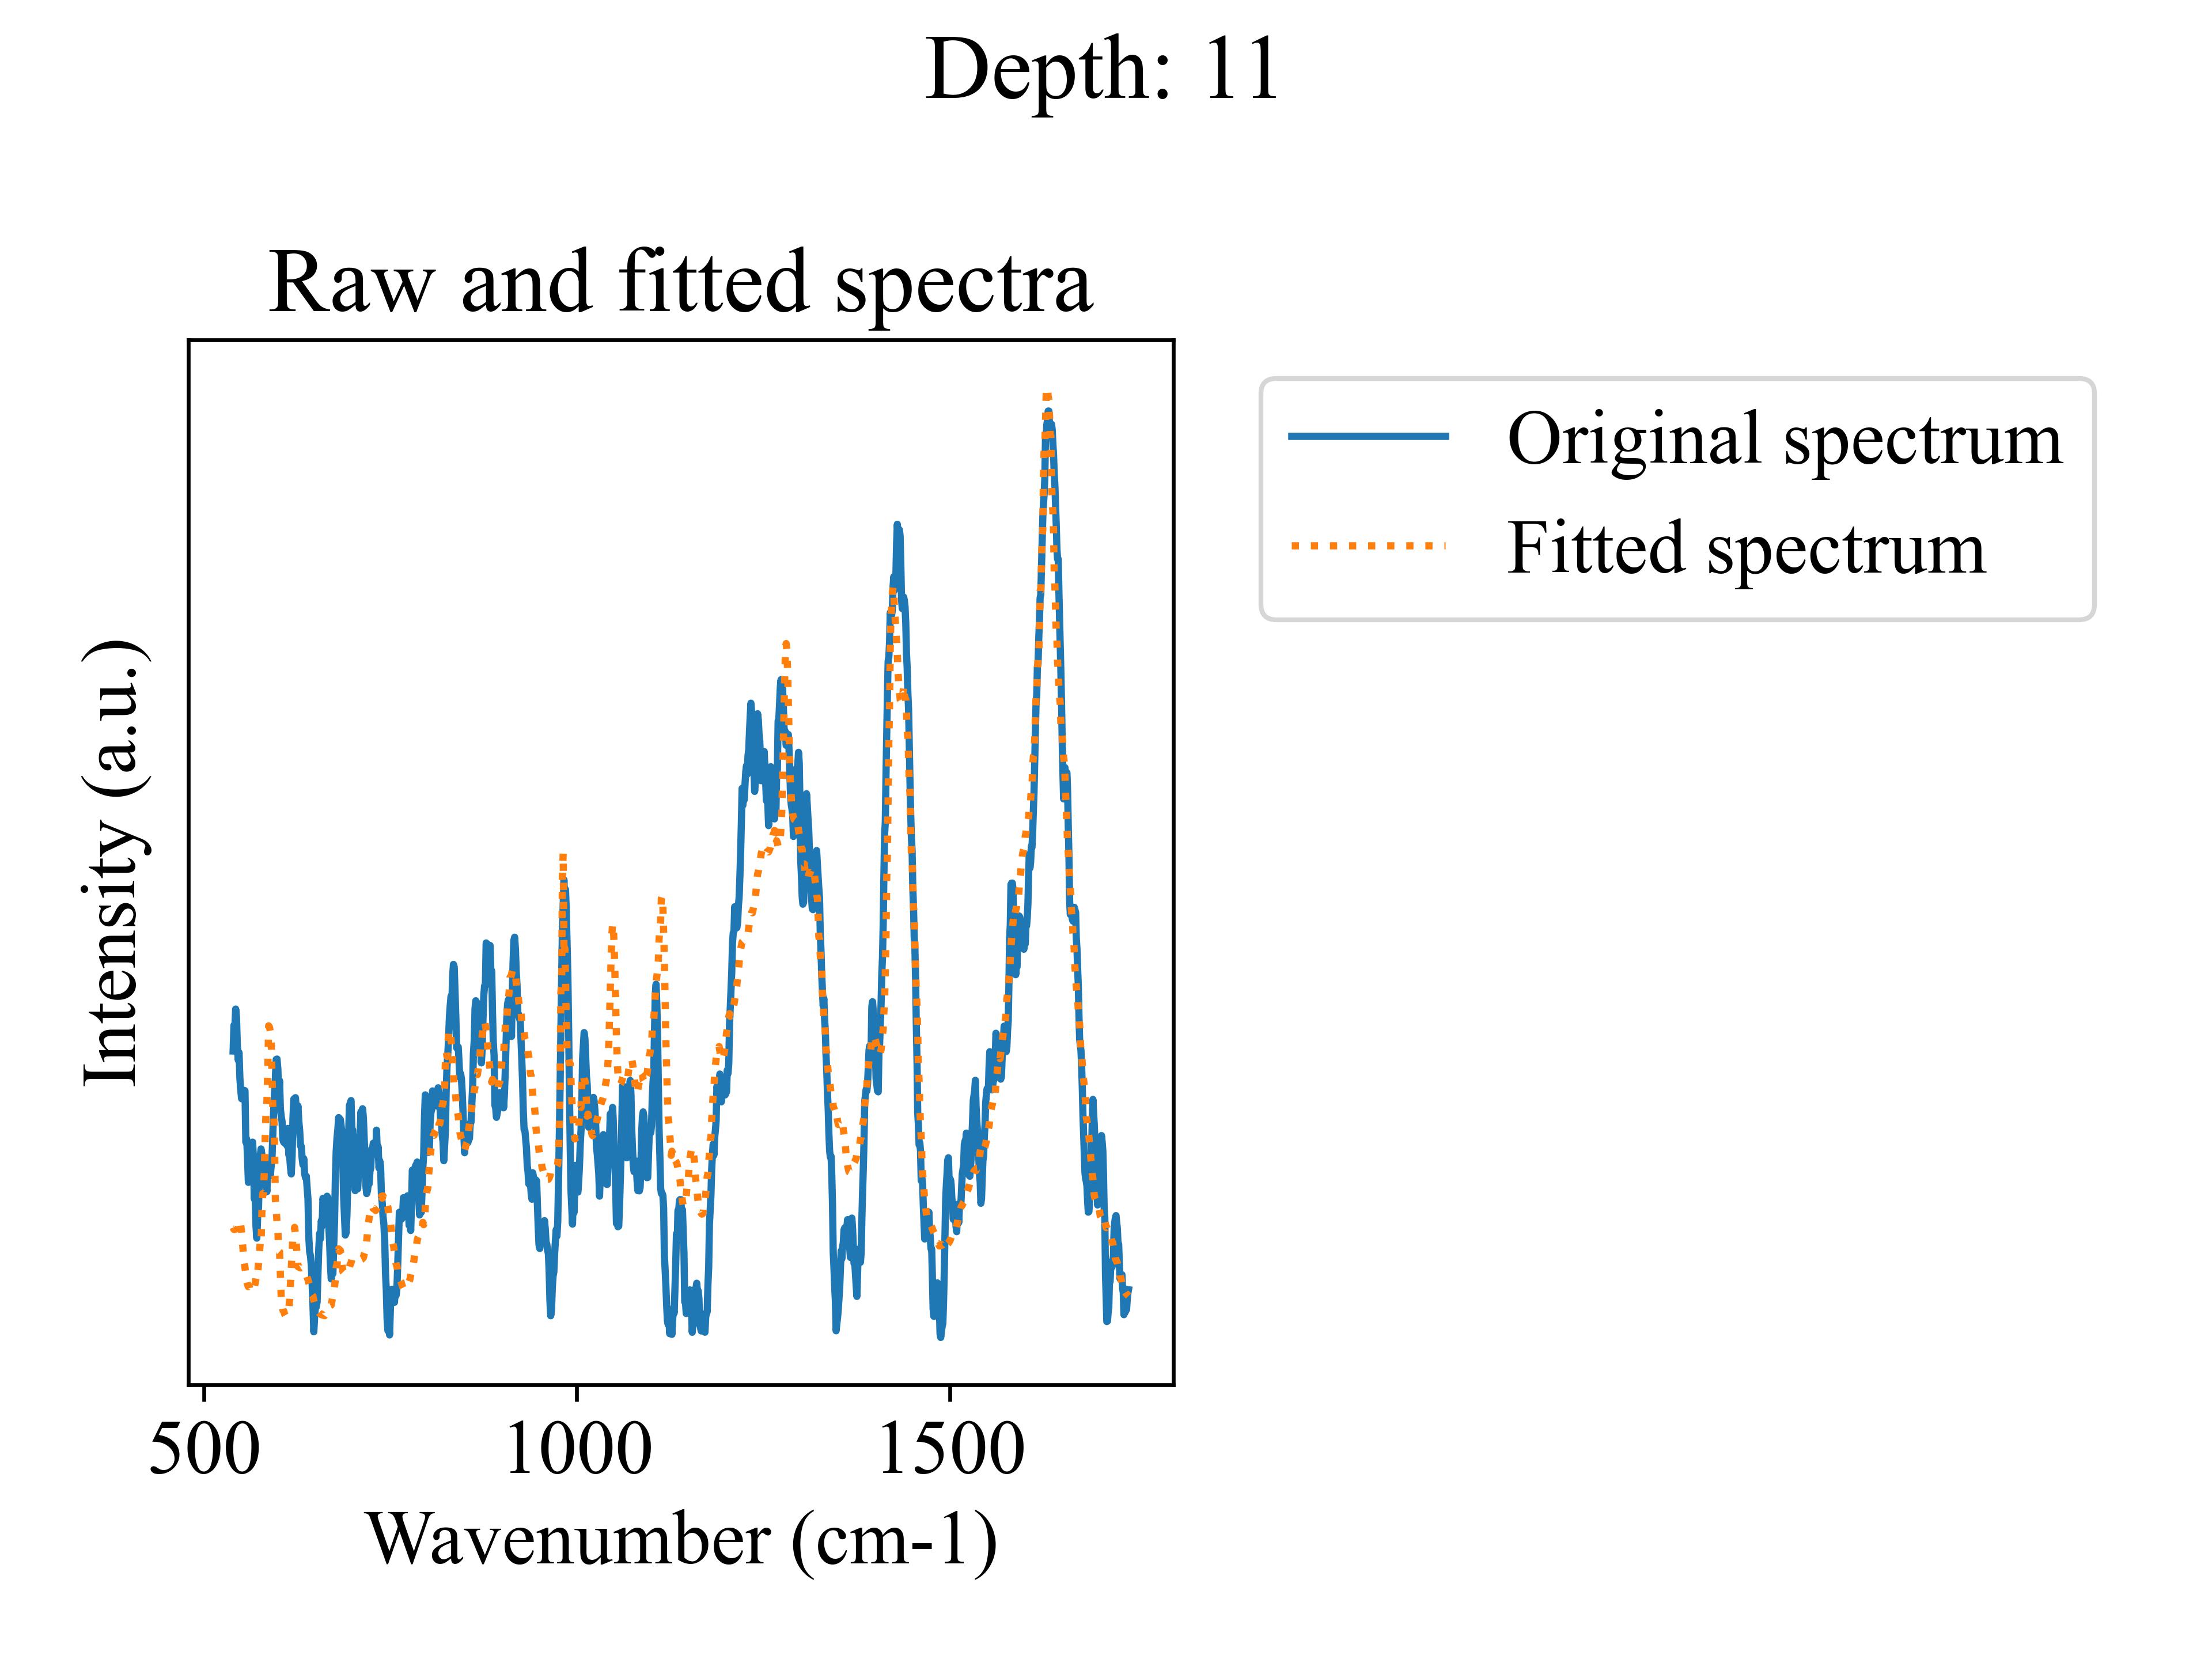 Depth: 11
Raw and fitted spectra
Original spectrum
Fitted spectrum
Intensity (a.u.)
500 1000 1500
Wavenumber (cm-1)